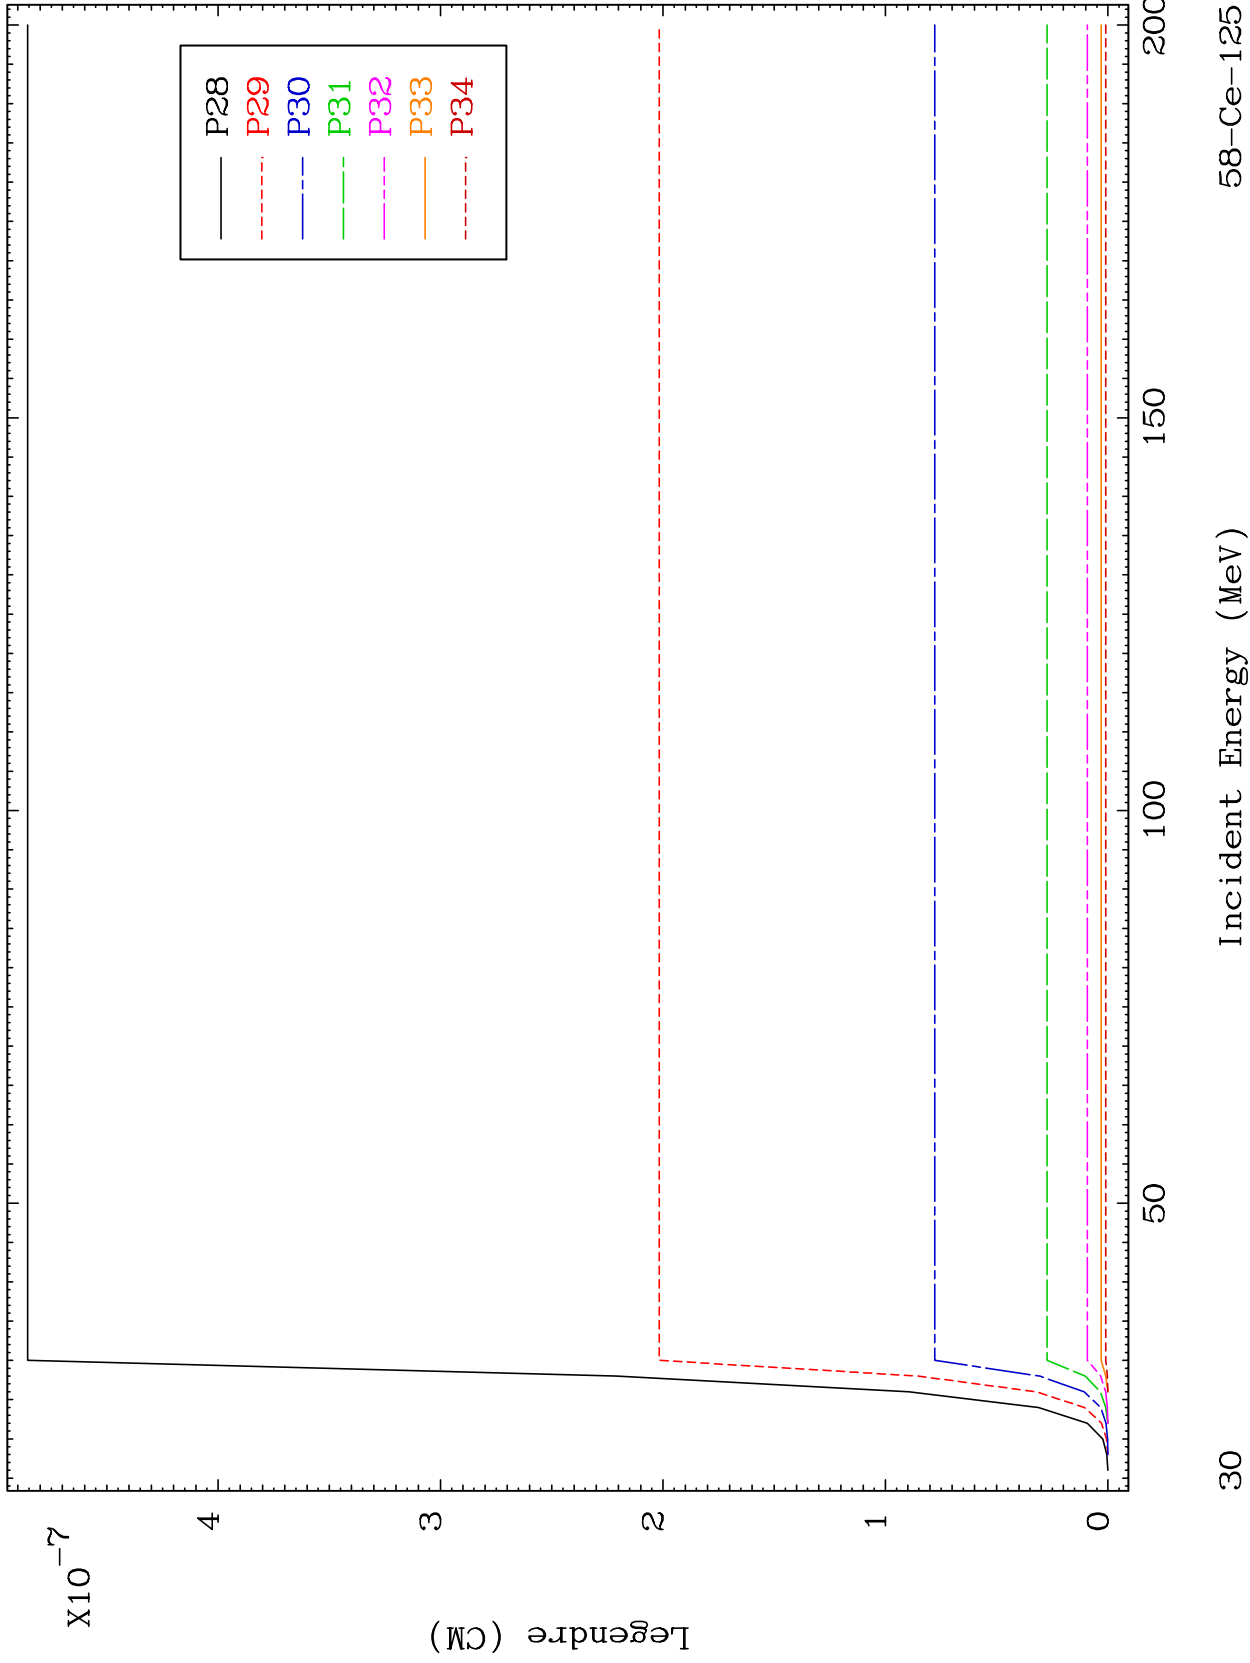 X10⁻⁷
Legendre (CM)
4
3
2
1
0
P28
P29
P30
P31
P32
P33
P34
50
100
150
200
Incident Energy (MeV)
30
58-Ce-125